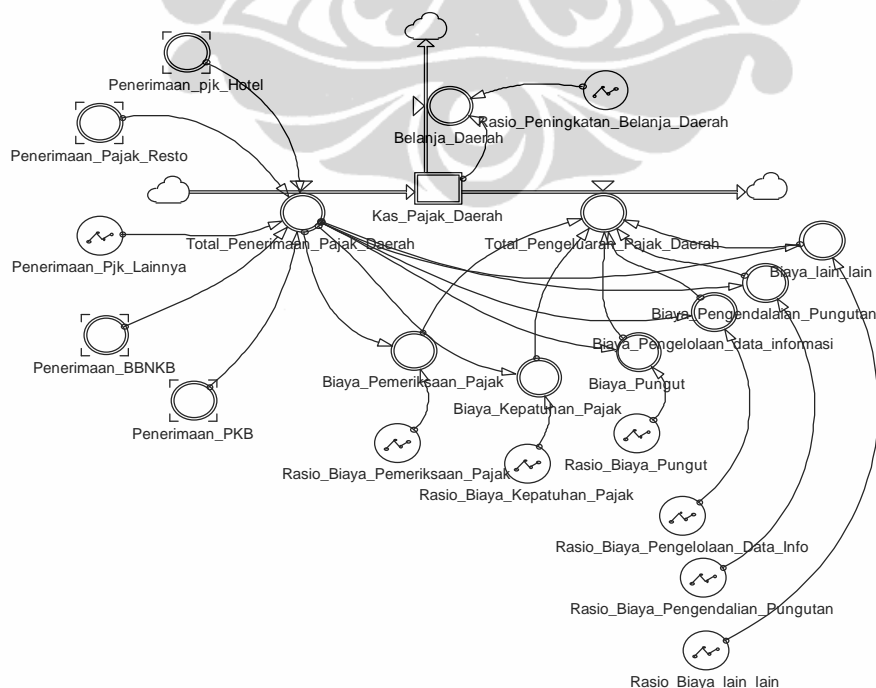 Penerimaan_pjk_Hotel
Rasio_Peningkatan_Belanja_Daerah
Belanja_Daerah
Penerimaan_Pajak_Resto
Kas_Pajak_Daerah
Total_Penerimaan_Pajak_Daerah
Total_Pengeluaran_Pajak_Daerah
Penerimaan_Pjk_Lainnya
Biaya_lain_lain
Biaya_Pengendalaian_Pungutan
Biaya_Pengelolaan_data_informasi
Penerimaan_BBNKB
Biaya_Pemeriksaan_Pajak
Biaya_Pungut
Biaya_Kepatuhan_Pajak
Penerimaan_PKB
Rasio_Biaya_Pemeriksaan_Pajak
Rasio_Biaya_Pungut
Rasio_Biaya_Kepatuhan_Pajak
Rasio_Biaya_Pengelolaan_Data_Info
Rasio_Biaya_Pengendalian_Pungutan
Rasio_Biaya_lain_lain